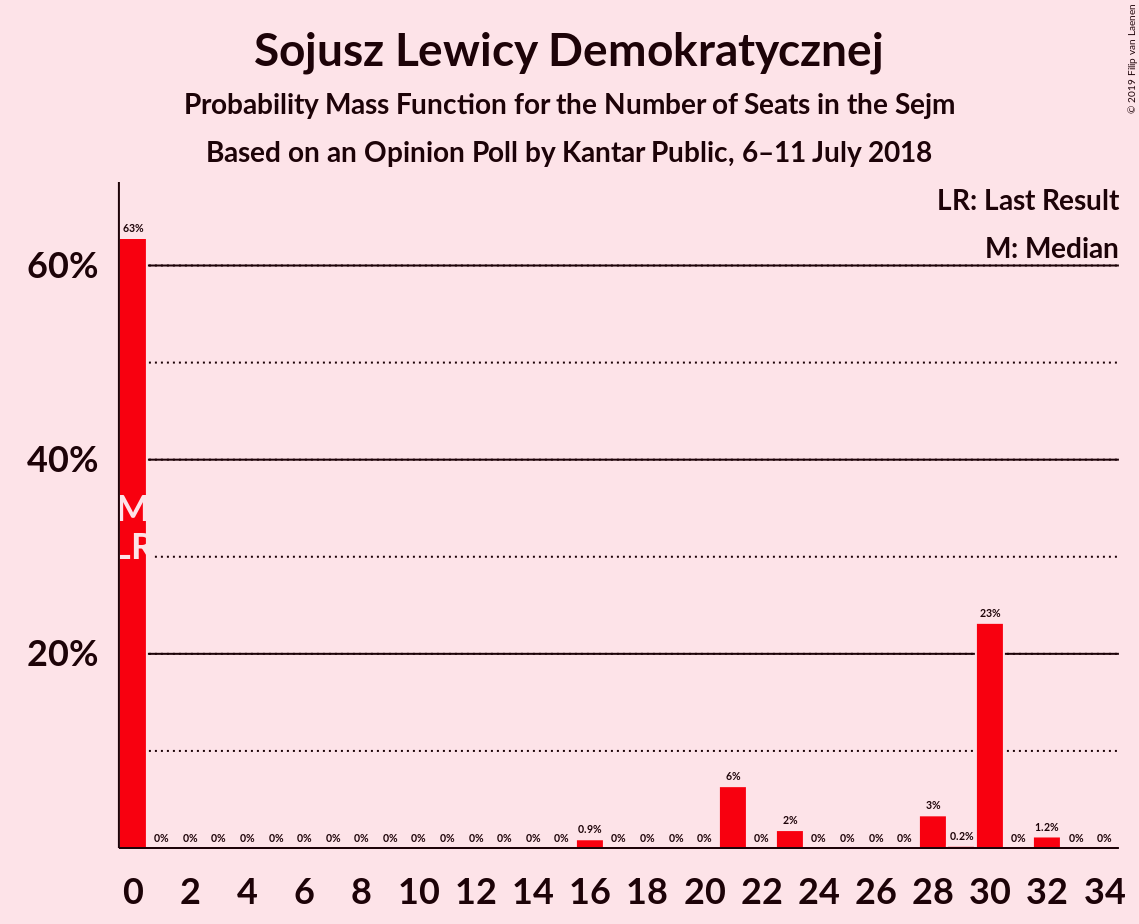 Sojusz Lewicy Demokratycznej
Probability Mass Function for the Number of Seats in the Sejm
Based on an Opinion Poll by Kantar Public, 6–11 July 2018
© 2019 Filip van Laenen
LR: Last Result
M: Median
60%
40%
20%
63%
M
LR
0% 0% 0% 0% 0% 0% 0% 0% 0% 0% 0% 0% 0% 0% 0% 0.9% 0% 0% 0% 0% 6% 0% 2% 0% 0% 0% 0% 3% 0.2% 23% 0% 1.2% 0% 0%
0 2 4 6 8 10 12 14 16 18 20 22 24 26 28 30 32 34